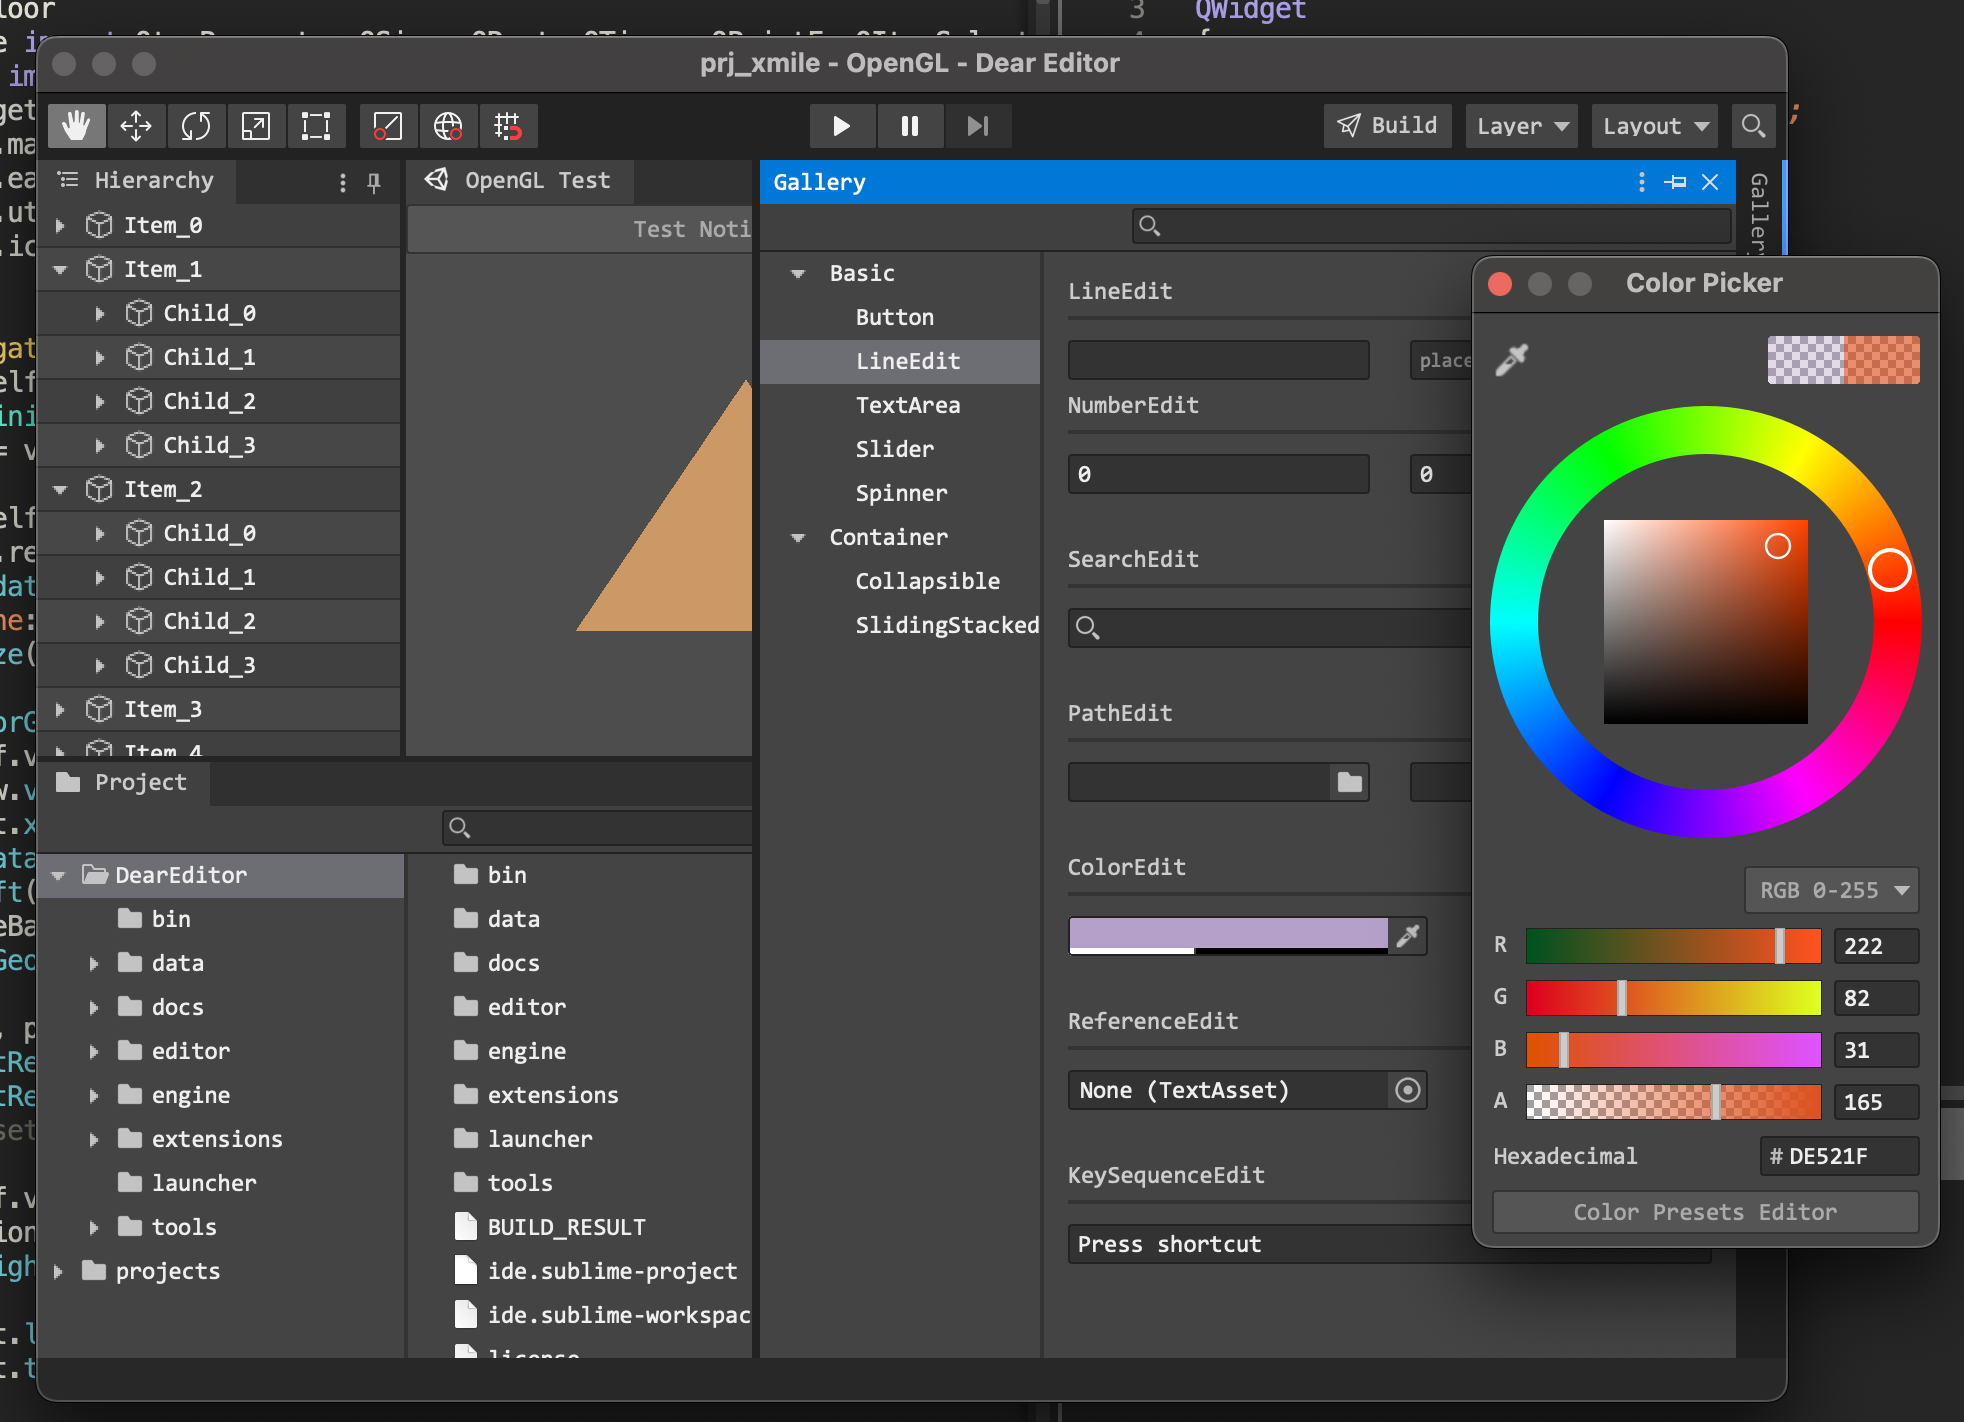 loor
3 QWidget
prj_xmile - OpenGL - Dear Editor
Build
Layer
Layout
Hierarchy
OpenGL Test
Gallery
Gallery
Item_0
Test Noti
Item_1
Child_0
Child_1
Child_2
Child_3
Item_2
Child_0
Child_1
Child_2
Child_3
Item_3
Item_4
Basic
Button
LineEdit
TextArea
Slider
Spinner
Container
Collapsible
SlidingStacked
LineEdit
place
NumberEdit
0
0
SearchEdit
PathEdit
ColorEdit
ReferenceEdit
None (TextAsset)
KeySequenceEdit
Press shortcut
Project
DearEditor
bin
data
docs
editor
engine
extensions
launcher
tools
projects
bin
data
docs
editor
engine
extensions
launcher
tools
BUILD_RESULT
ide.sublime-project
ide.sublime-workspac
license
Color Picker
RGB 0-255
R 222
G 82
B 31
A 165
Hexadecimal # DE521F
Color Presets Editor